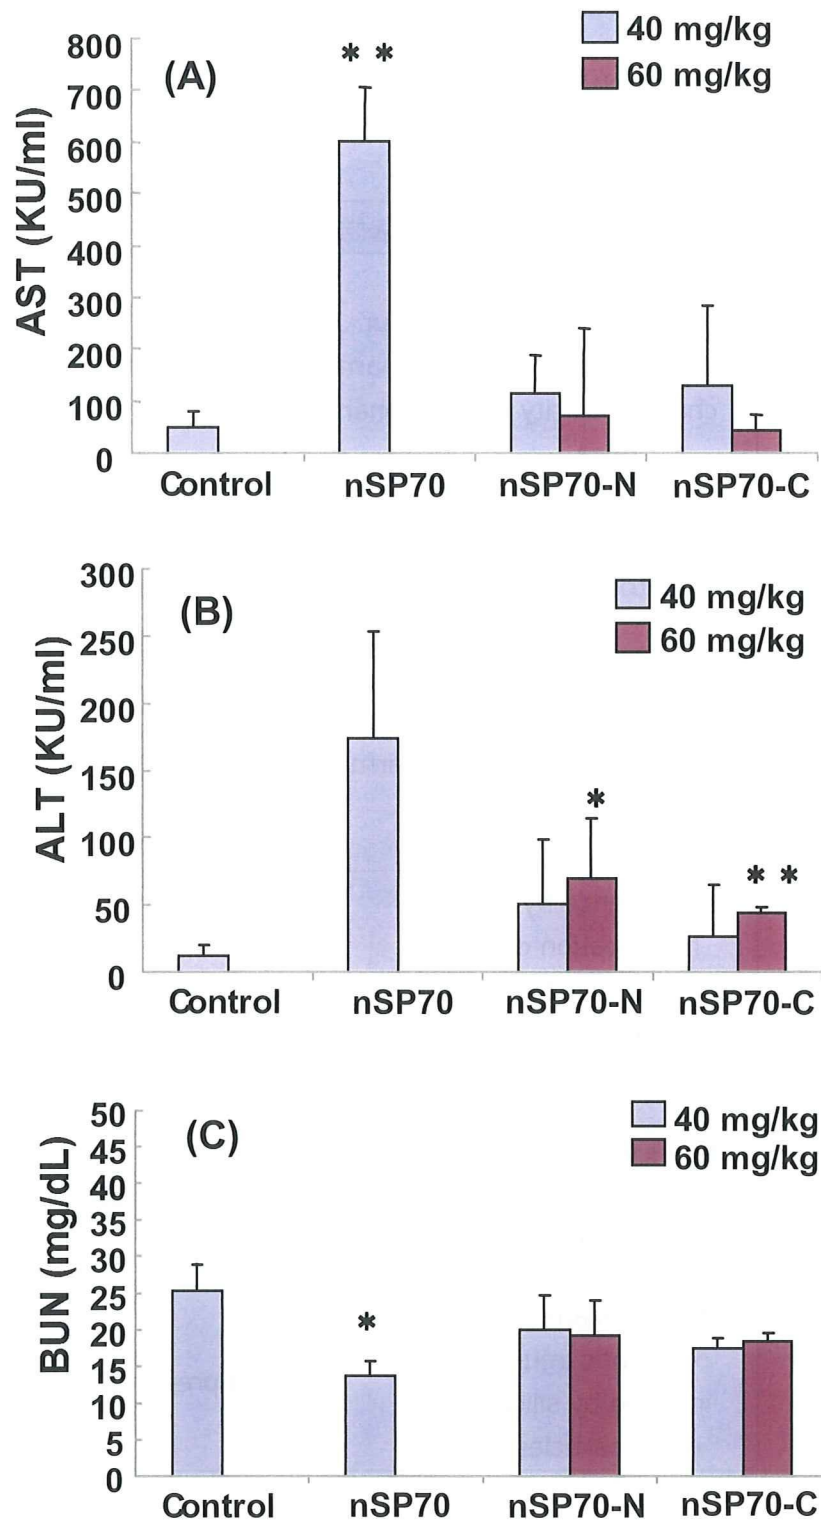 (A)
40 mg/kg
60 mg/kg
AST (KU/ml)
800
700
600
500
400
300
200
100
0
* *
Control
nSP70
nSP70-N
nSP70-C
(B)
40 mg/kg
60 mg/kg
ALT (KU/ml)
300
250
200
150
100
50
0
*
* *
Control
nSP70
nSP70-N
nSP70-C
(C)
40 mg/kg
60 mg/kg
BUN (mg/dL)
50
45
40
35
30
25
20
15
10
5
0
*
Control
nSP70
nSP70-N
nSP70-C